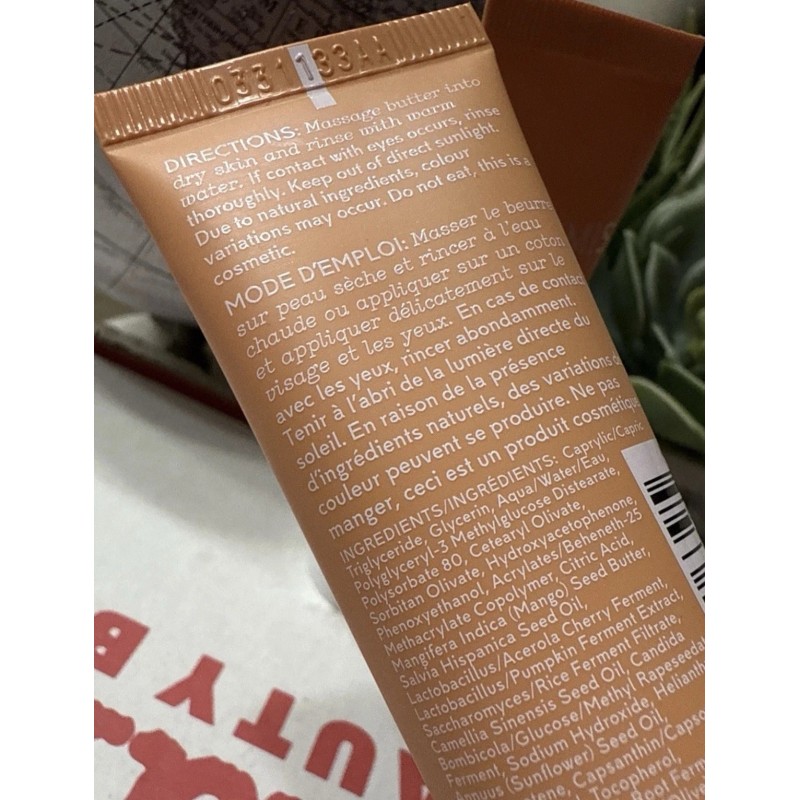 033133AA
DIRECTIONS: Massage butter into
dry skin and rinse with warm
water. If contact with eyes occurs, rinse
thoroughly. Keep out of direct sunlight.
Due to natural ingredients, colour
variations may occur. Do not eat, this is a
cosmetic.
MODE D'EMPLOI: Masser le beurre
sur peau sèche et rincer à l'eau
chaude ou appliquer sur un coton
et appliquer délicatement sur le
visage et les yeux. En cas de contact
avec les yeux, rincer abondamment.
Tenir à l'abri de la lumière directe du
soleil. En raison de la présence
d'ingrédients naturels, des variations de
couleur peuvent se produire. Ne pas
manger, ceci est un produit cosmétique.
INGREDIENTS/INGRÉDIENTS: Caprylic/Capric
Triglyceride, Glycerin, Aqua/Water/Eau,
Polyglyceryl-3 Methylglucose Distearate,
Polysorbate 80, Cetearyl Olivate,
Sorbitan Olivate, Hydroxyacetophenone,
Phenoxyethanol, Acrylates/Beheneth-25
Methacrylate Copolymer, Citric Acid,
Mangifera Indica (Mango) Seed Butter,
Salvia Hispanica Seed Oil,
Lactobacillus/Acerola Cherry Ferment,
Lactobacillus/Pumpkin Ferment Extract,
Saccharomyces/Rice Ferment Filtrate,
Camellia Sinensis Seed Oil, Candida
Bombicola/Glucose/Methyl Rapeseedate
Ferment, Sodium Hydroxide, Helianthus
Annuus (Sunflower) Seed Oil,
Capsanthin/Capso
Tocopherol,
Root Ferm
AUTY B